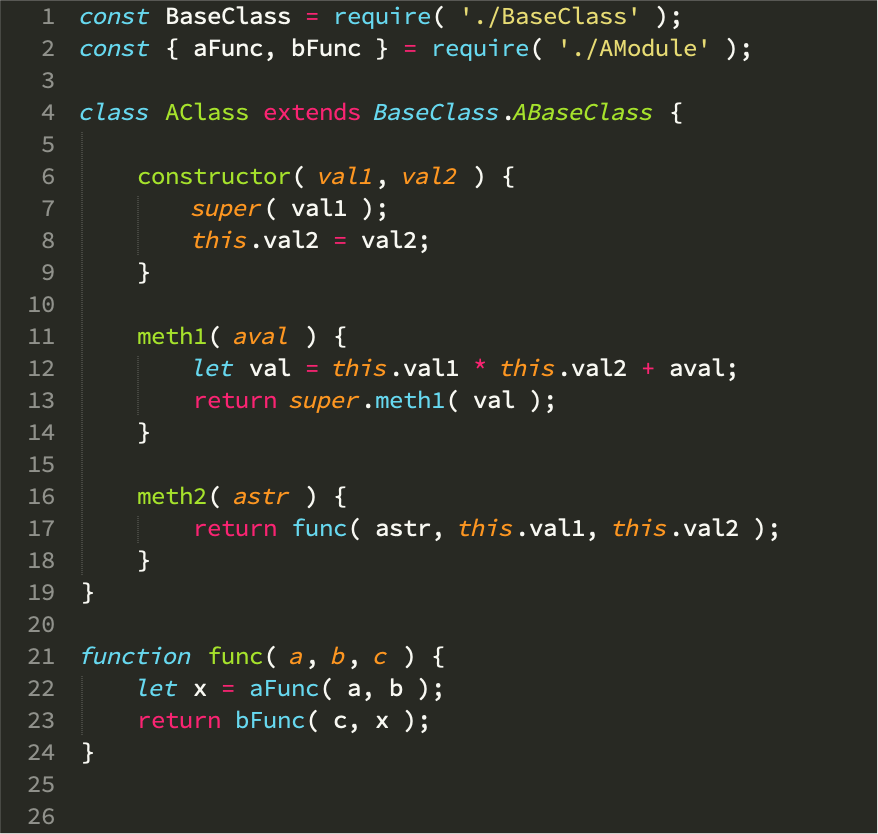 1 const BaseClass = require( './BaseClass' );
2 const { aFunc, bFunc } = require( './AModule' );
3
4 class AClass extends BaseClass.ABaseClass {
5
6     constructor( val1, val2 ) {
7         super( val1 );
8         this.val2 = val2;
9     }
10
11     meth1( aval ) {
12         let val = this.val1 * this.val2 + aval;
13         return super.meth1( val );
14     }
15
16     meth2( astr ) {
17         return func( astr, this.val1, this.val2 );
18     }
19 }
20
21 function func( a, b, c ) {
22     let x = aFunc( a, b );
23     return bFunc( c, x );
24 }
25
26